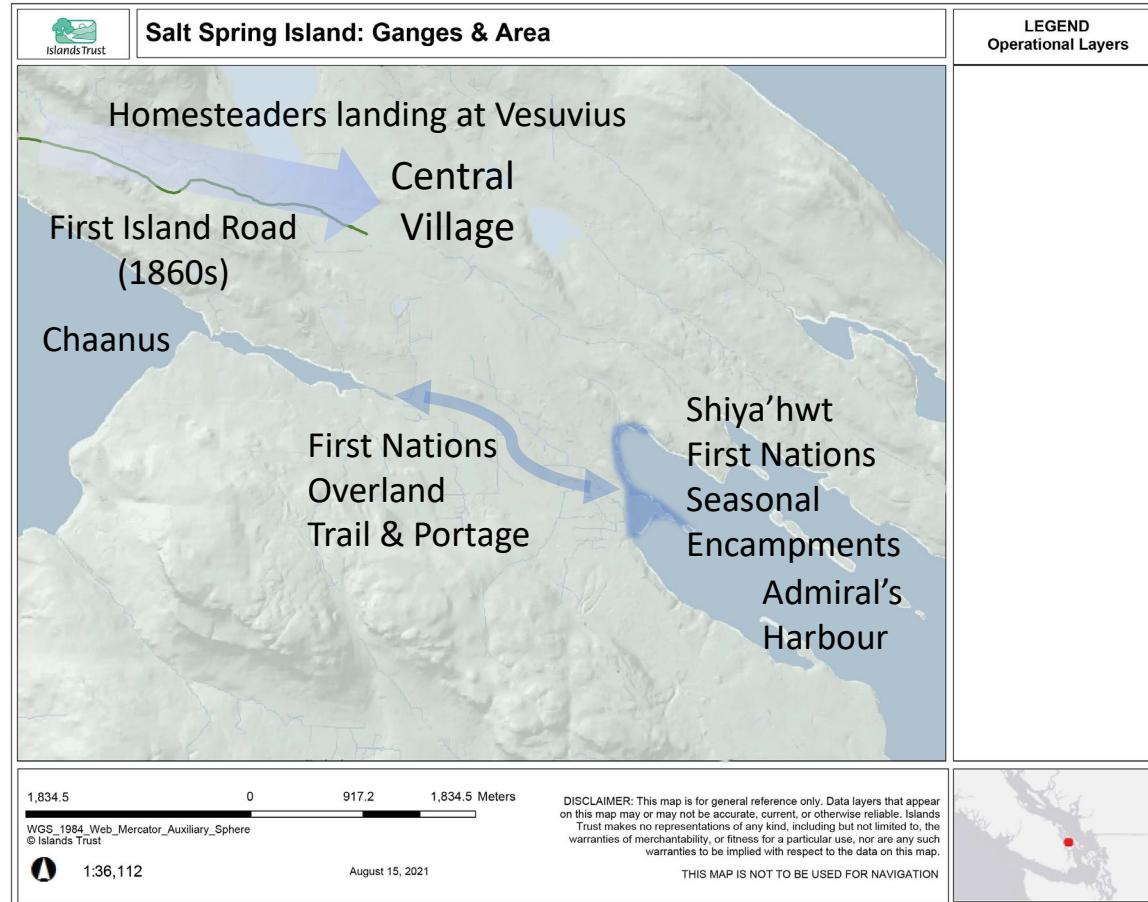 Islands Trust
Salt Spring Island: Ganges & Area
LEGEND
Operational Layers
Homesteaders landing at Vesuvius
Central
Village
First Island Road
(1860s)
Chaanus
First Nations
Overland
Trail & Portage
Shiya’hwt
First Nations
Seasonal
Encampments
Admiral’s
Harbour
1,834.5 0 917.2 1,834.5 Meters
WGS_1984_Web_Mercator_Auxiliary_Sphere
© Islands Trust
1:36,112
August 15, 2021
DISCLAIMER: This map is for general reference only. Data layers that appear
on this map may or may not be accurate, current, or otherwise reliable. Islands
Trust makes no representations of any kind, including but not limited to, the
warranties of merchantability, or fitness for a particular use, nor are any such
warranties to be implied with respect to the data on this map.
THIS MAP IS NOT TO BE USED FOR NAVIGATION